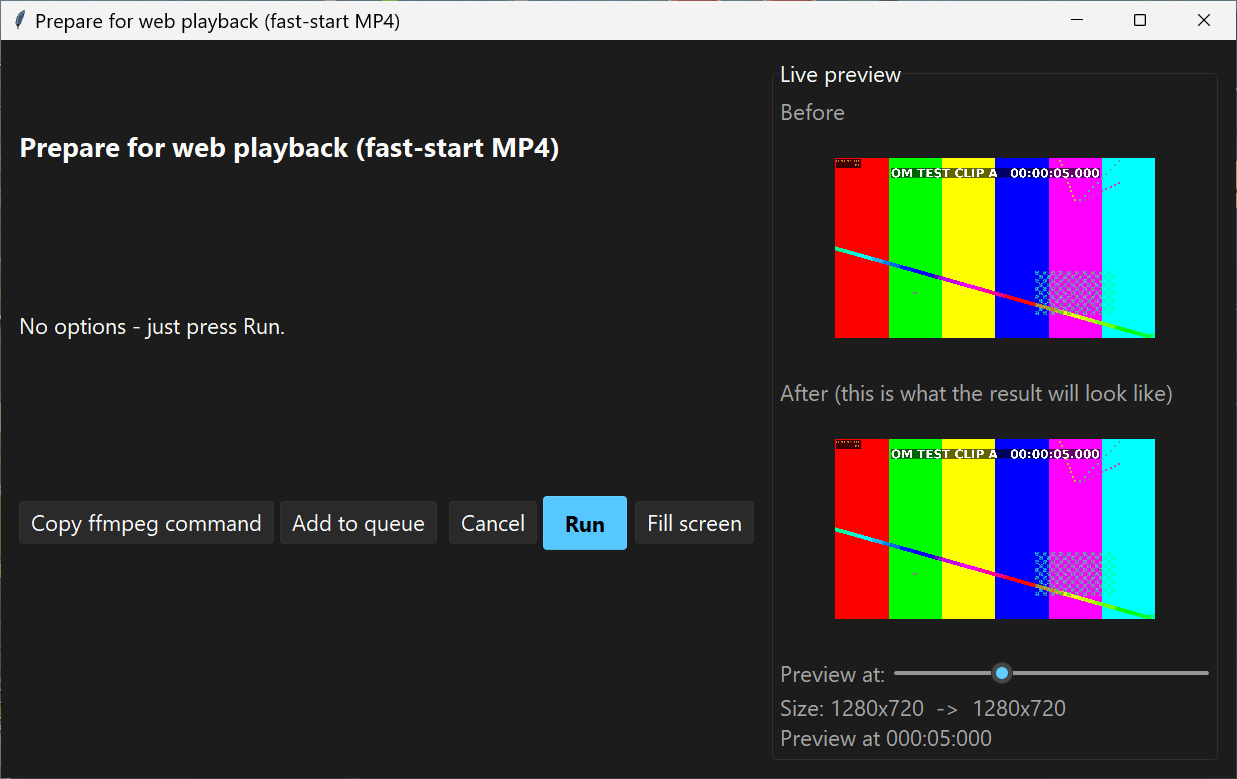 Prepare for web playback (fast-start MP4)
Live preview
Before
Prepare for web playback (fast-start MP4)
OM TEST CLIP A 00:00:05.000
No options - just press Run.
After (this is what the result will look like)
OM TEST CLIP A 00:00:05.000
Copy ffmpeg command Add to queue Cancel Run Fill screen
Preview at:
Size: 1280x720 -> 1280x720
Preview at 000:05:000